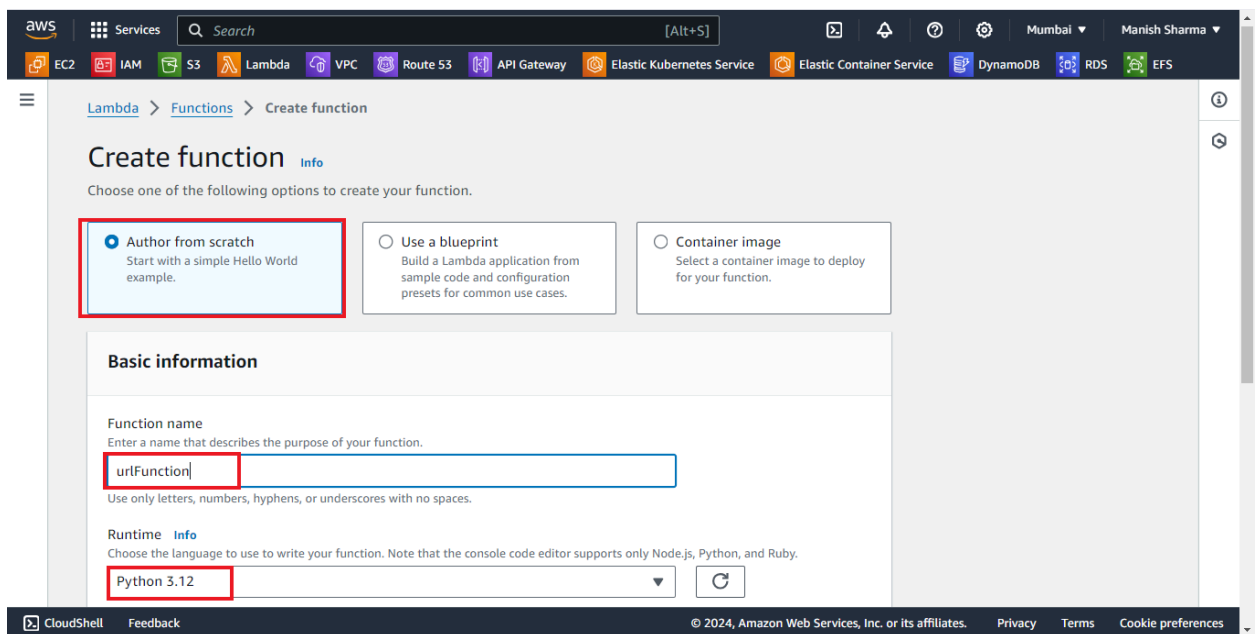 aws Services Search [Alt+S] Mumbai ▼ Manish Sharma ▼
EC2 IAM S3 Lambda VPC Route 53 API Gateway Elastic Kubernetes Service Elastic Container Service DynamoDB RDS EFS
Lambda > Functions > Create function
Create function Info
Choose one of the following options to create your function.
Author from scratch
Start with a simple Hello World
example.
Use a blueprint
Build a Lambda application from
sample code and configuration
presets for common use cases.
Container image
Select a container image to deploy
for your function.
Basic information
Function name
Enter a name that describes the purpose of your function.
urlFunction
Use only letters, numbers, hyphens, or underscores with no spaces.
Runtime Info
Choose the language to use to write your function. Note that the console code editor supports only Node.js, Python, and Ruby.
Python 3.12
CloudShell Feedback © 2024, Amazon Web Services, Inc. or its affiliates. Privacy Terms Cookie preferences